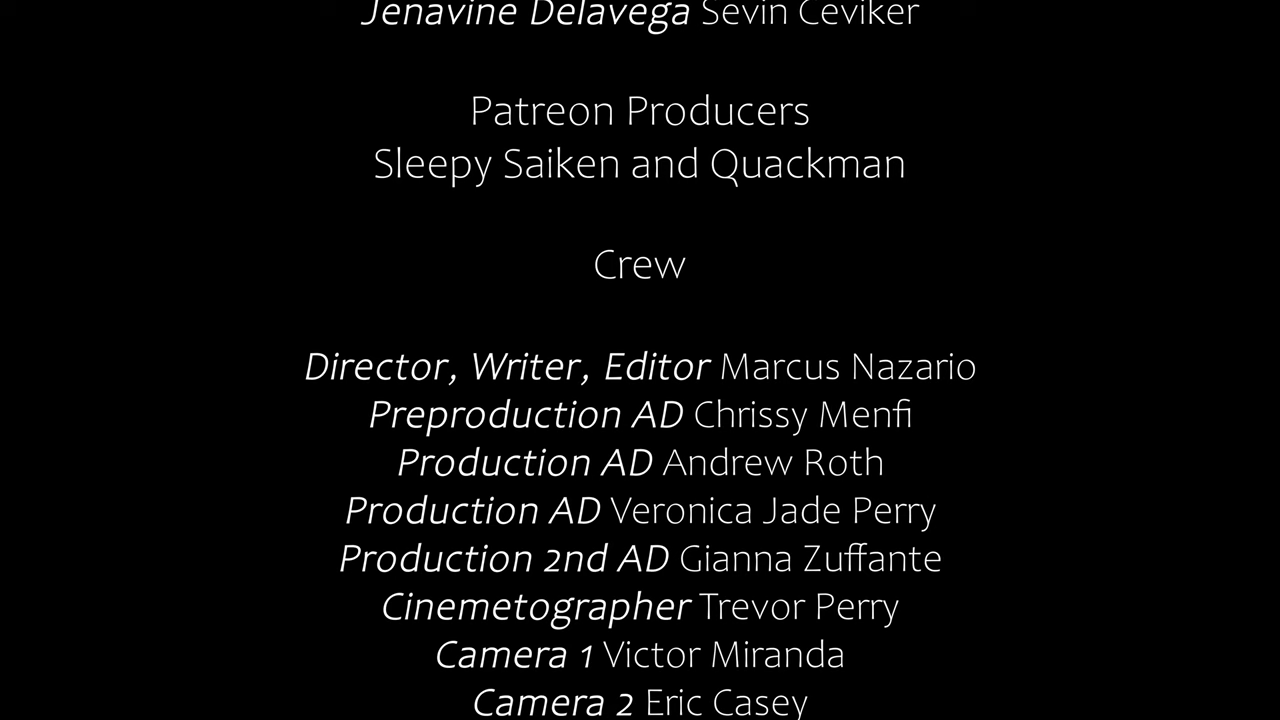 Jenavine Delavega Sevin Ceviker
Patreon Producers
Sleepy Saiken and Quackman
Crew
Director, Writer, Editor Marcus Nazario
Preproduction AD Chrissy Menfi
Production AD Andrew Roth
Production AD Veronica Jade Perry
Production 2nd AD Gianna Zuffante
Cinemetographer Trevor Perry
Camera 1 Victor Miranda
Camera 2 Eric Casey